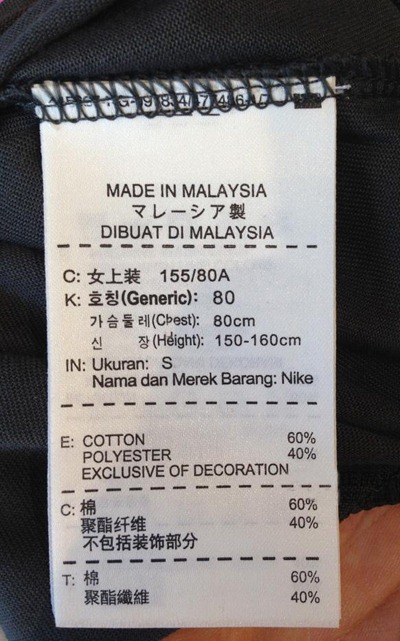 MADE IN MALAYSIA
マレーシア製
DIBUAT DI MALAYSIA
C: 女上装 155/80A
K: 호칭(Generic): 80
가슴둘레(Chest): 80cm
신 장(Height): 150-160cm
IN: Ukuran: S
Nama dan Merek Barang: Nike
E: COTTON 60%
POLYESTER 40%
EXCLUSIVE OF DECORATION
C: 棉 60%
聚酯纤维 40%
不包括装饰部分
T: 棉 60%
聚酯纖維 40%